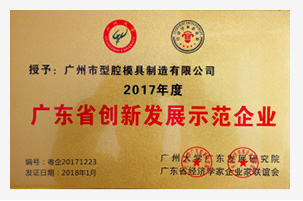 授予：广州市型腔模具制造有限公司
2017年度
广东省创新发展示范企业
编号：粤企20171223
广州大学广东发展研究院
发证日期：2018年1月
广东省经济学家企业家联谊会